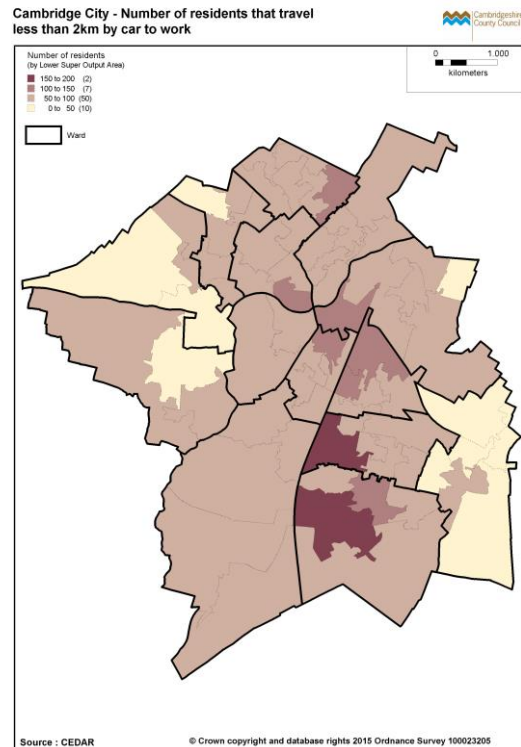 Cambridge City - Number of residents that travel
less than 2km by car to work
Cambridgeshire
County Council
Number of residents
(by Lower Super Output Area)
150 to 200 (2)
100 to 150 (7)
50 to 100 (50)
0 to 50 (10)
Ward
0 1.000
kilometers
Source : CEDAR © Crown copyright and database rights 2015 Ordnance Survey 100023205